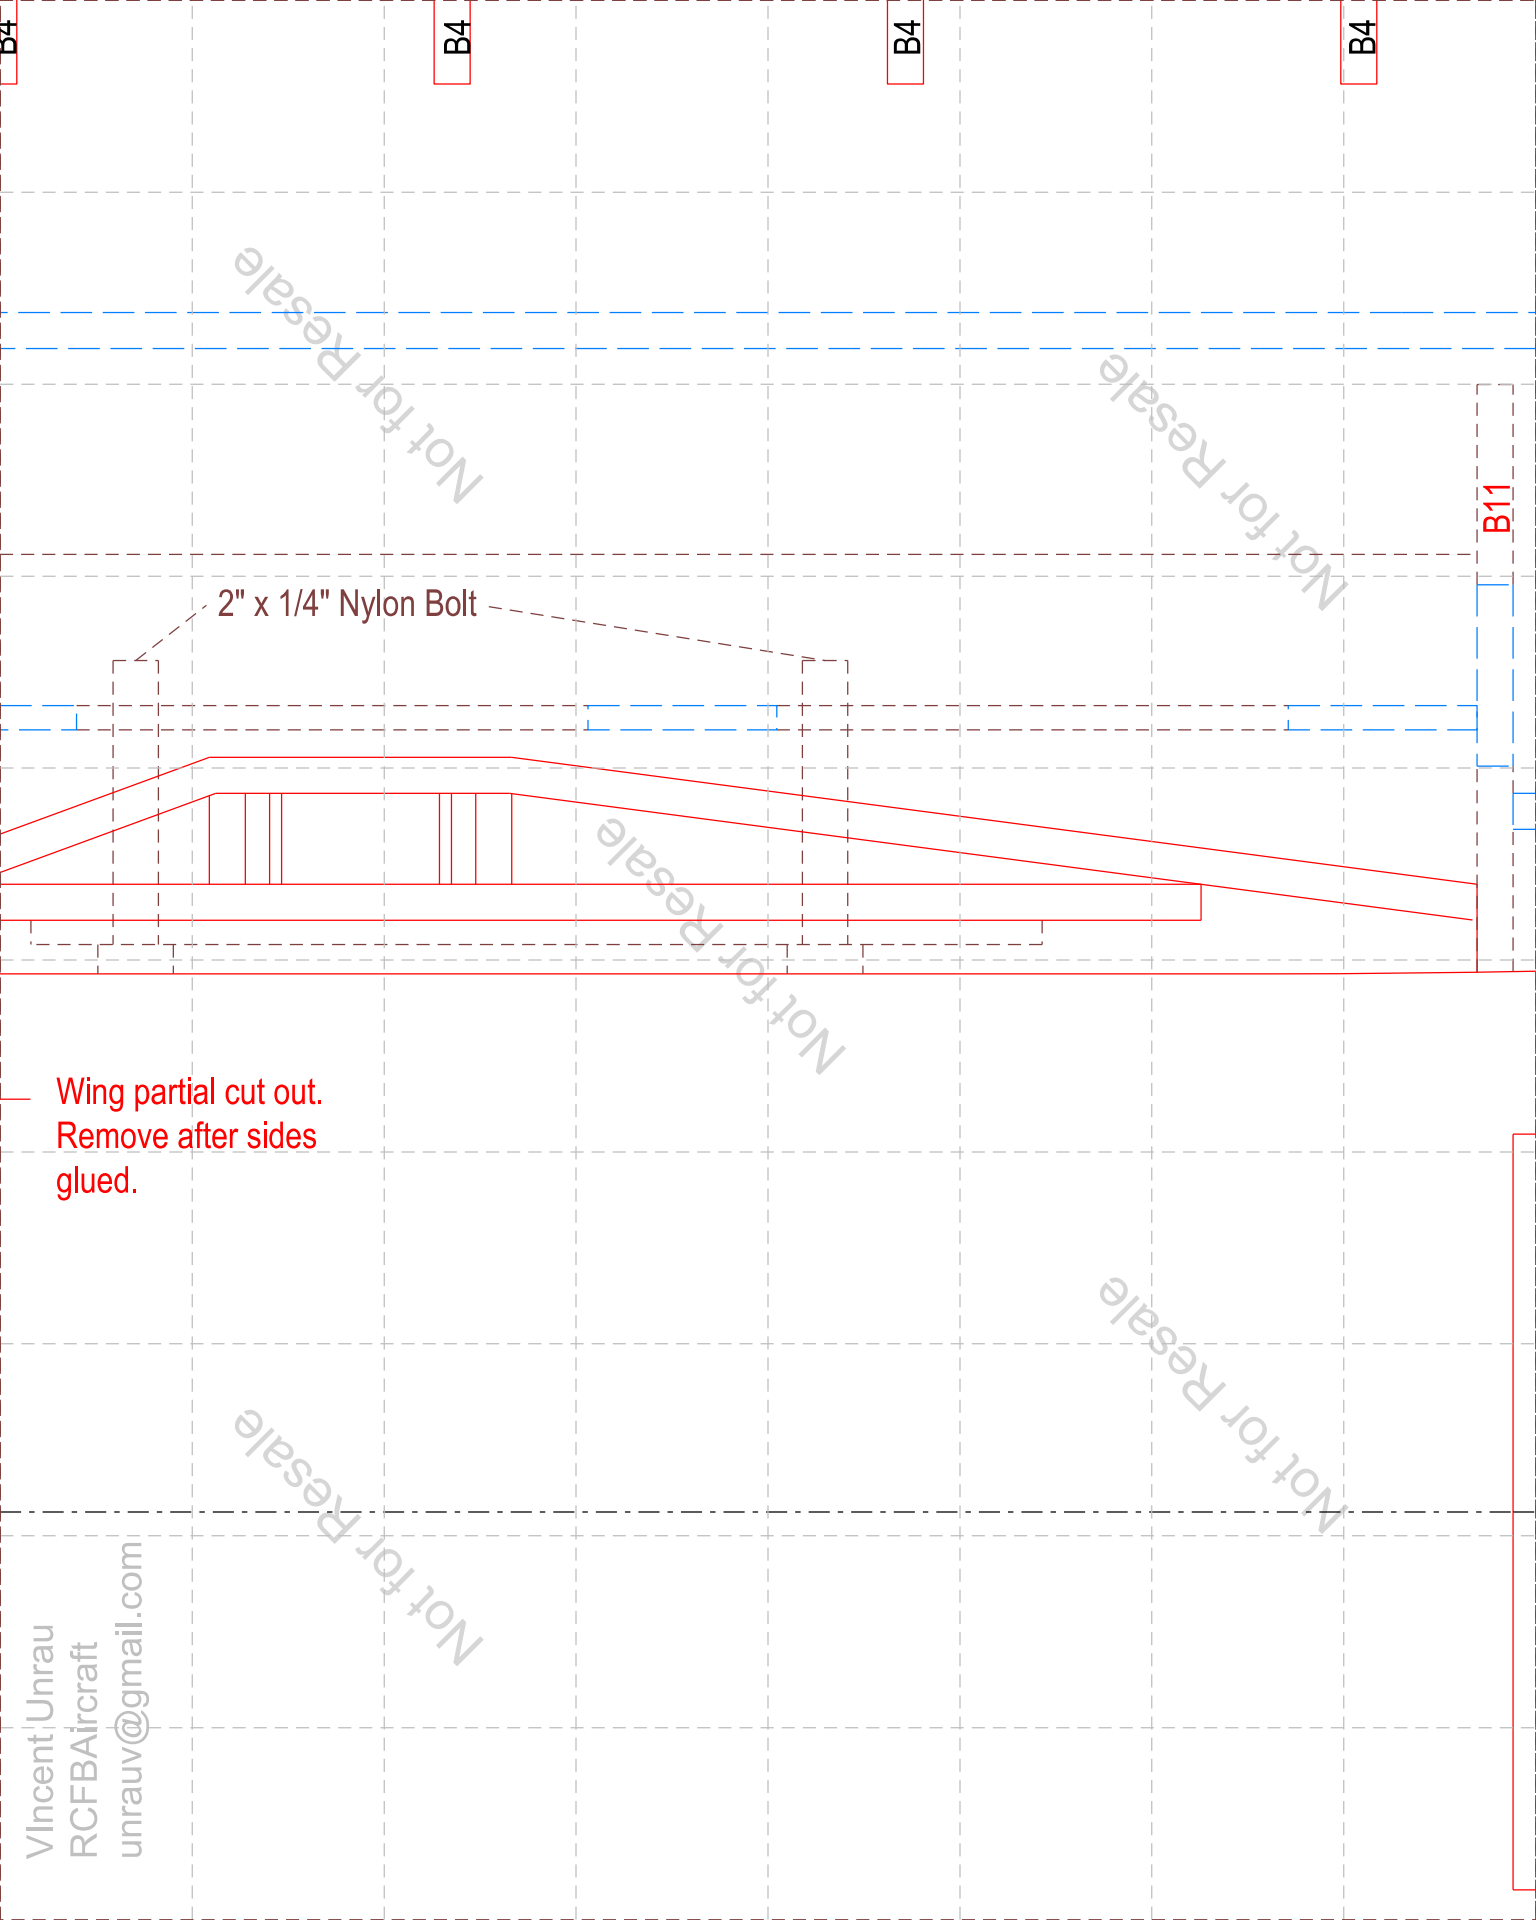 B4
B4
B4
B4
Not for Resale
Not for Resale
B11
2" x 1/4" Nylon Bolt
Not for Resale
Wing partial cut out.
Remove after sides
glued.
Not for Resale
Not for Resale
VIncent Unrau
RCFBAircraft
unrauv@gmail.com